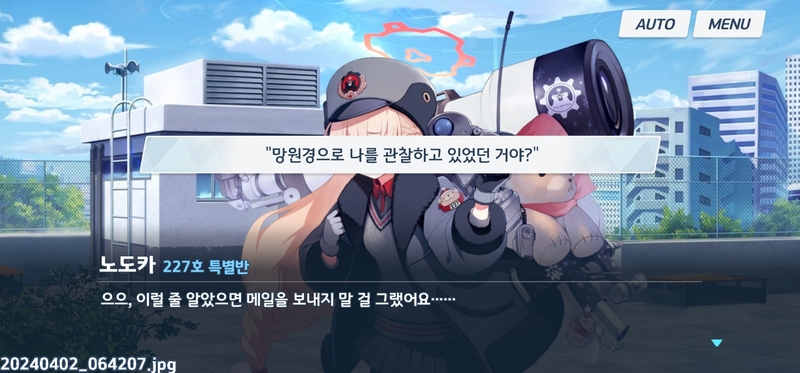 AUTO MENU
"망원경으로 나를 관찰하고 있었던 거야?"
노도카 227호 특별반
으으, 이럴 줄 알았으면 메일을 보내지 말 걸 그랬어요……
20240402_064207.jpg